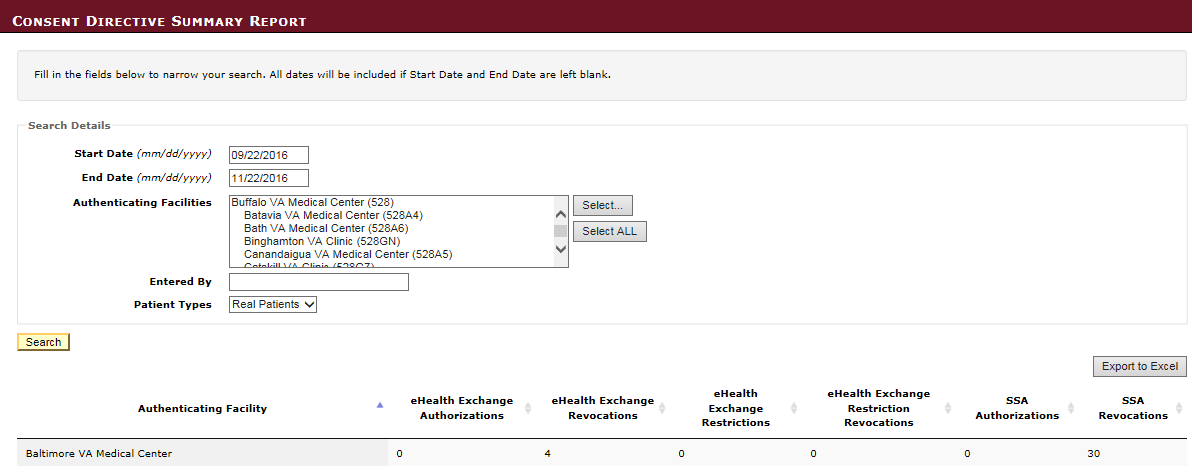 CONSENT DIRECTIVE SUMMARY REPORT
Fill in the fields below to narrow your search. All dates will be included if Start Date and End Date are left blank.
Search Details
Start Date (mm/dd/yyyy) 09/22/2016
End Date (mm/dd/yyyy) 11/22/2016
Authenticating Facilities Buffalo VA Medical Center (528) Select...
Batavia VA Medical Center (528A4)
Bath VA Medical Center (528A6) Select ALL
Binghamton VA Clinic (528GN)
Canandaigua VA Medical Center (528A5)
Catskill VA Clinic (528GZ)
Entered By
Patient Types Real Patients
Search
Export to Excel
Authenticating Facility eHealth Exchange Authorizations eHealth Exchange Revocations eHealth Exchange Restrictions eHealth Exchange Restriction Revocations SSA Authorizations SSA Revocations
Baltimore VA Medical Center 0 4 0 0 0 30